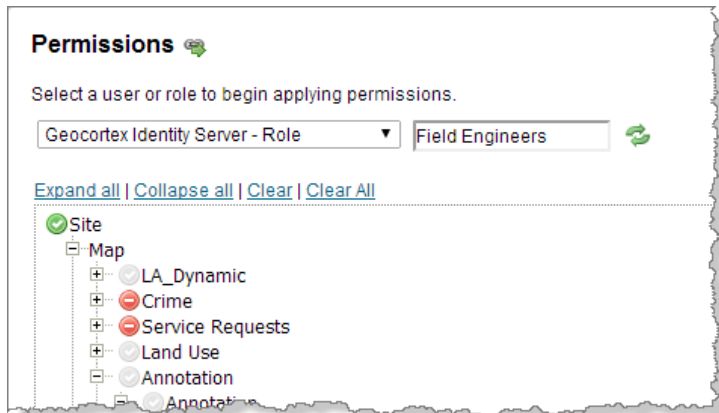 Permissions
Select a user or role to begin applying permissions.
Geocortex Identity Server - Role Field Engineers
Expand all | Collapse all | Clear | Clear All
Site
Map
LA_Dynamic
Crime
Service Requests
Land Use
Annotation
Annotation